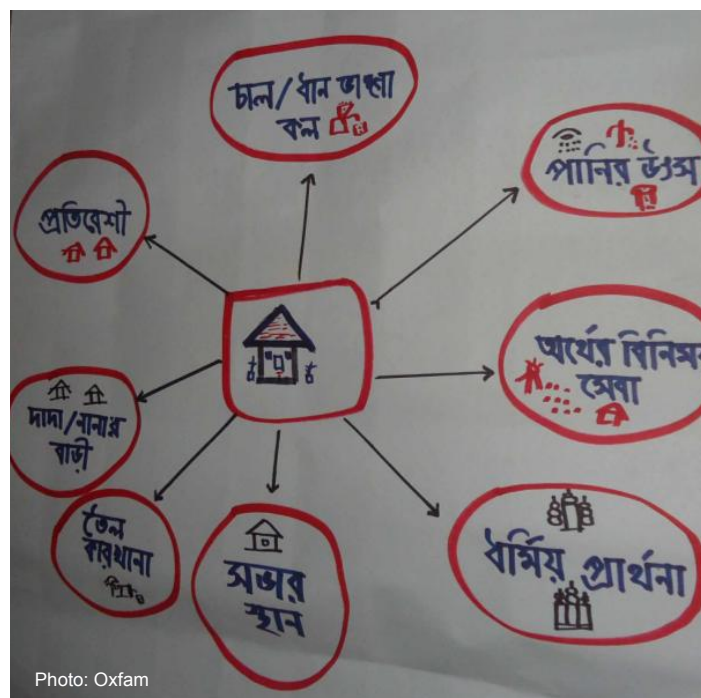 চাল/ধান ভাঙ্গা
কল
পানির উৎস
প্রতিবেশী
অর্থের বিনিময়
সেবা
দাদা/নানার
বাড়ী
তৈল
কারখানা
সভার
স্থান
ধর্মিয় প্রার্থনা
Photo: Oxfam